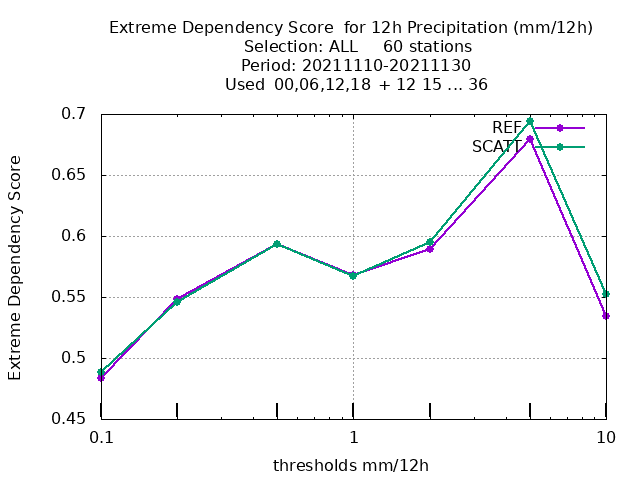 Extreme Dependency Score  for 12h Precipitation (mm/12h)
Selection: ALL     60 stations
Period: 20211110-20211130
Used  00,06,12,18  + 12 15 ... 36
0.7
REF
SCATT
0.65
0.6
0.55
0.5
0.45
Extreme Dependency Score
0.1
1
10
thresholds mm/12h